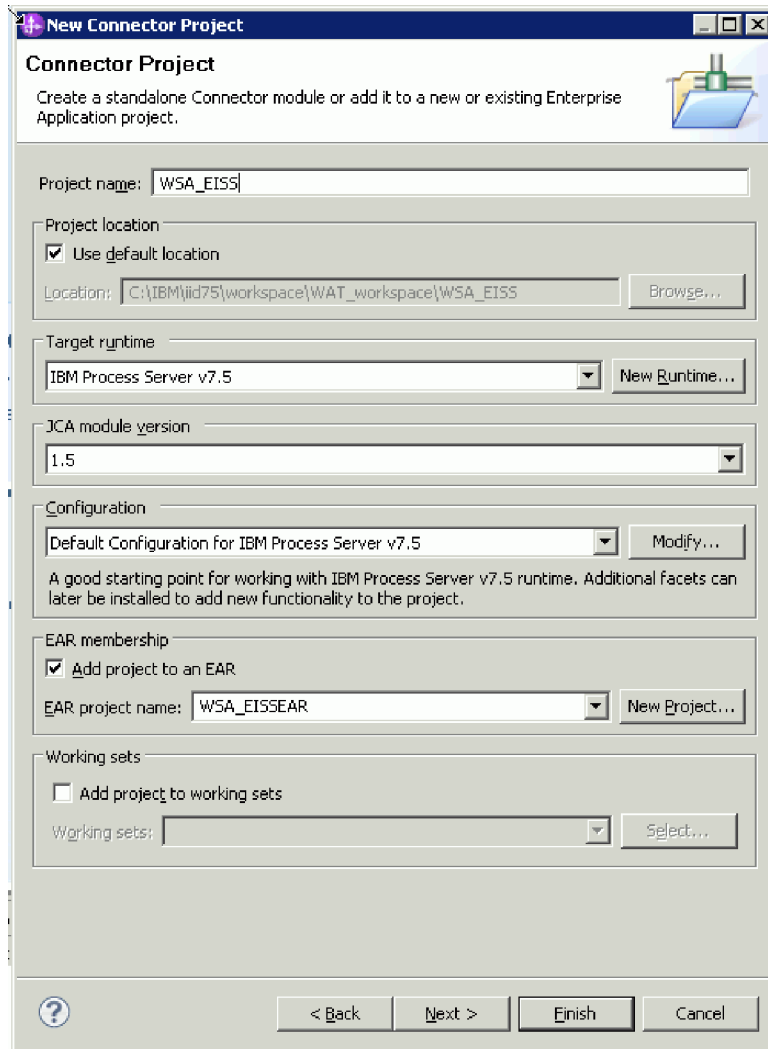 New Connector Project
Connector Project
Create a standalone Connector module or add it to a new or existing Enterprise
Application project.
Project name: WSA_EISS
Project location
Use default location
Location: C:\IBM\iid75\workspace\WAT_workspace\WSA_EISS Browse...
Target runtime
IBM Process Server v7.5 New Runtime...
JCA module version
1.5
Configuration
Default Configuration for IBM Process Server v7.5 Modify...
A good starting point for working with IBM Process Server v7.5 runtime. Additional facets can
later be installed to add new functionality to the project.
EAR membership
Add project to an EAR
EAR project name: WSA_EISSEAR New Project...
Working sets
Add project to working sets
Working sets: Select...
? < Back Next > Finish Cancel